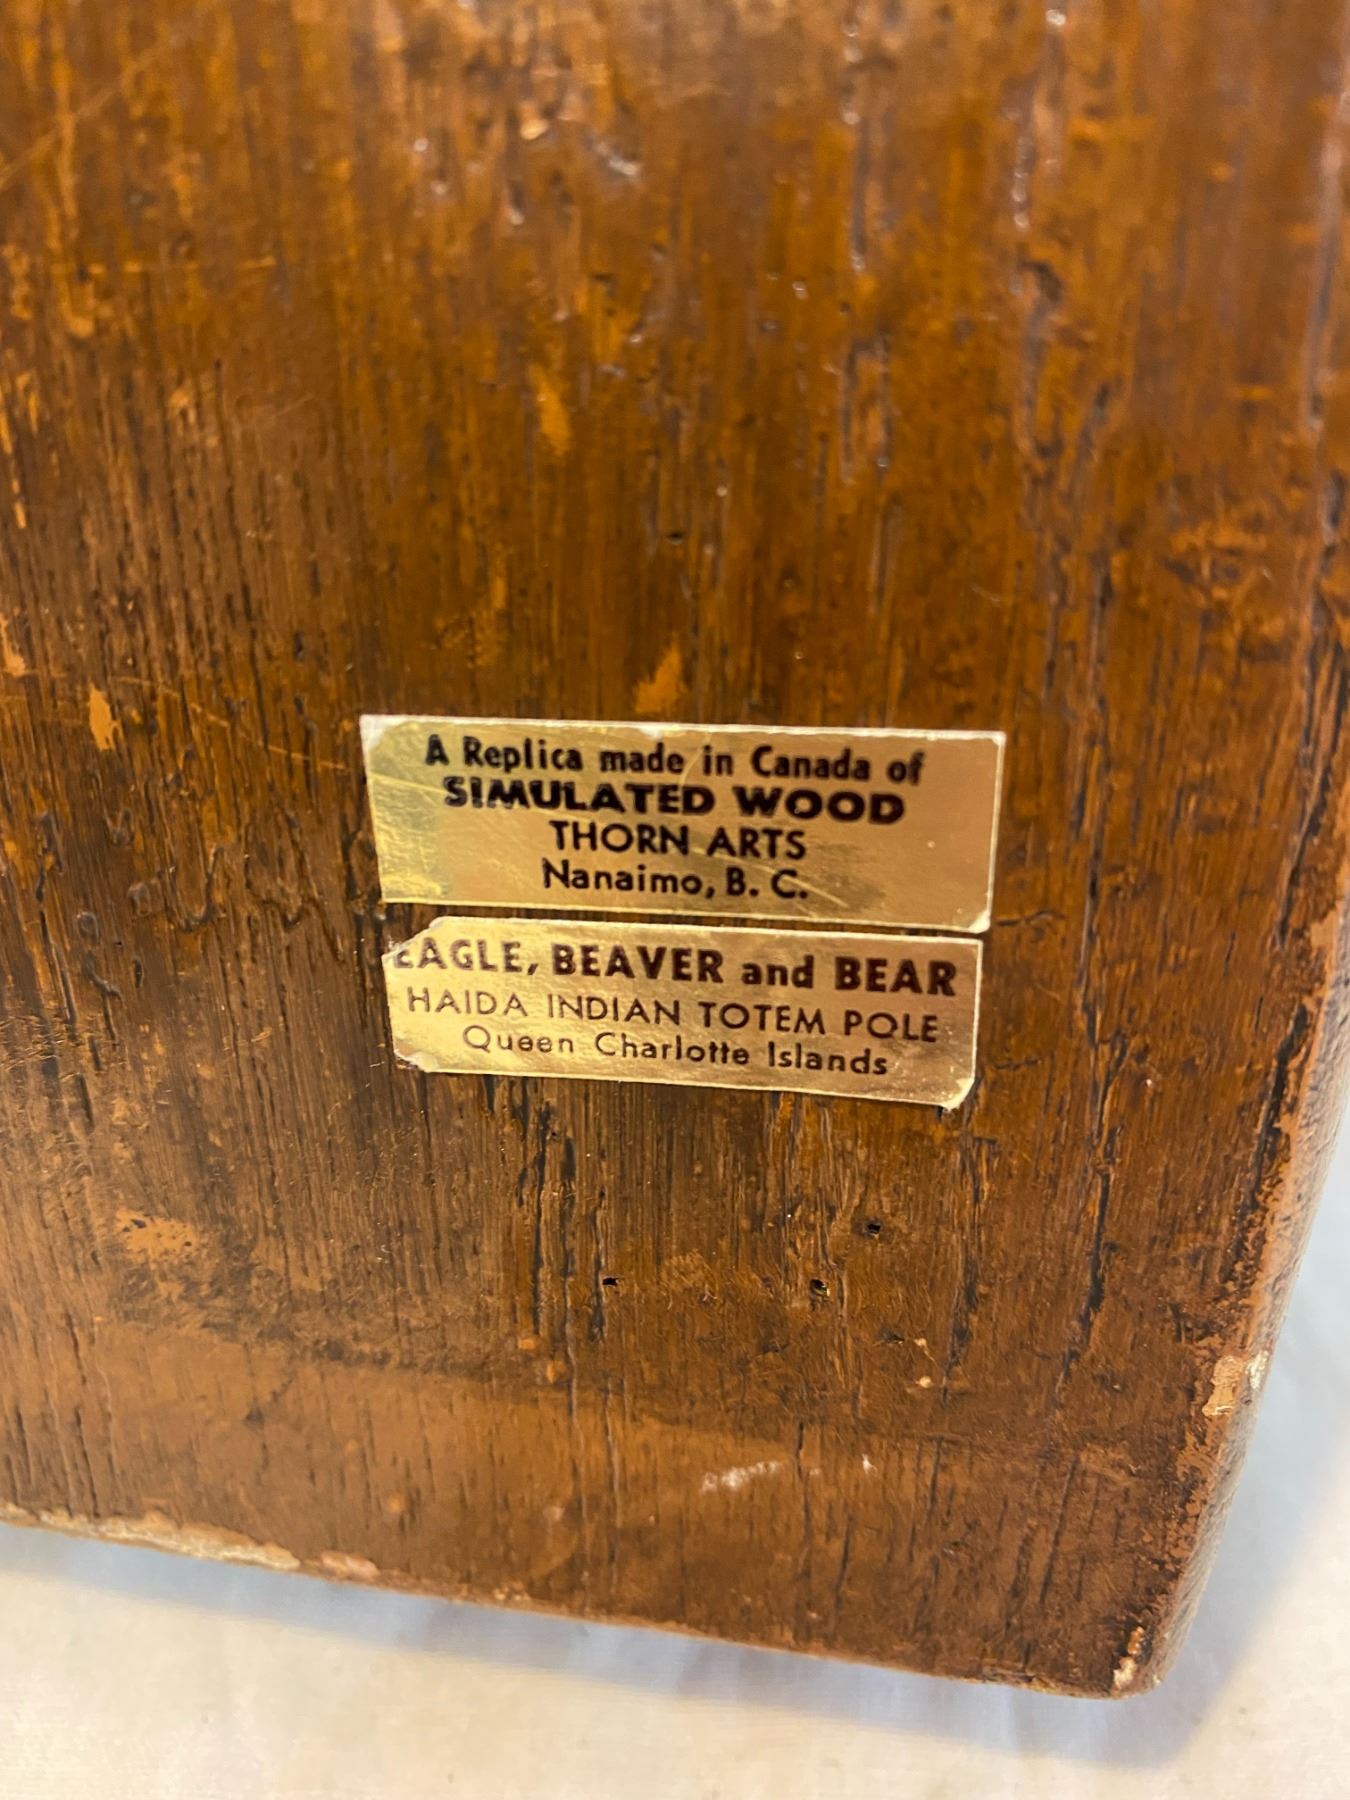 A Replica made in Canada of
SIMULATED WOOD
THORN ARTS
Nanaimo, B. C.
EAGLE, BEAVER and BEAR
HAIDA INDIAN TOTEM POLE
Queen Charlotte Islands